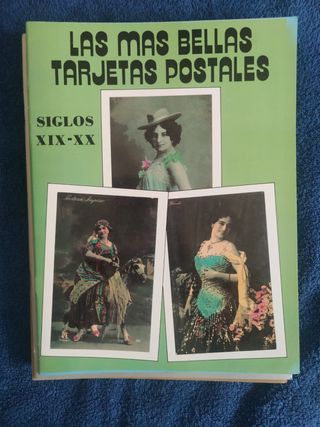 LAS MAS BELLAS
TARJETAS POSTALES
SIGLOS
XIX-XX